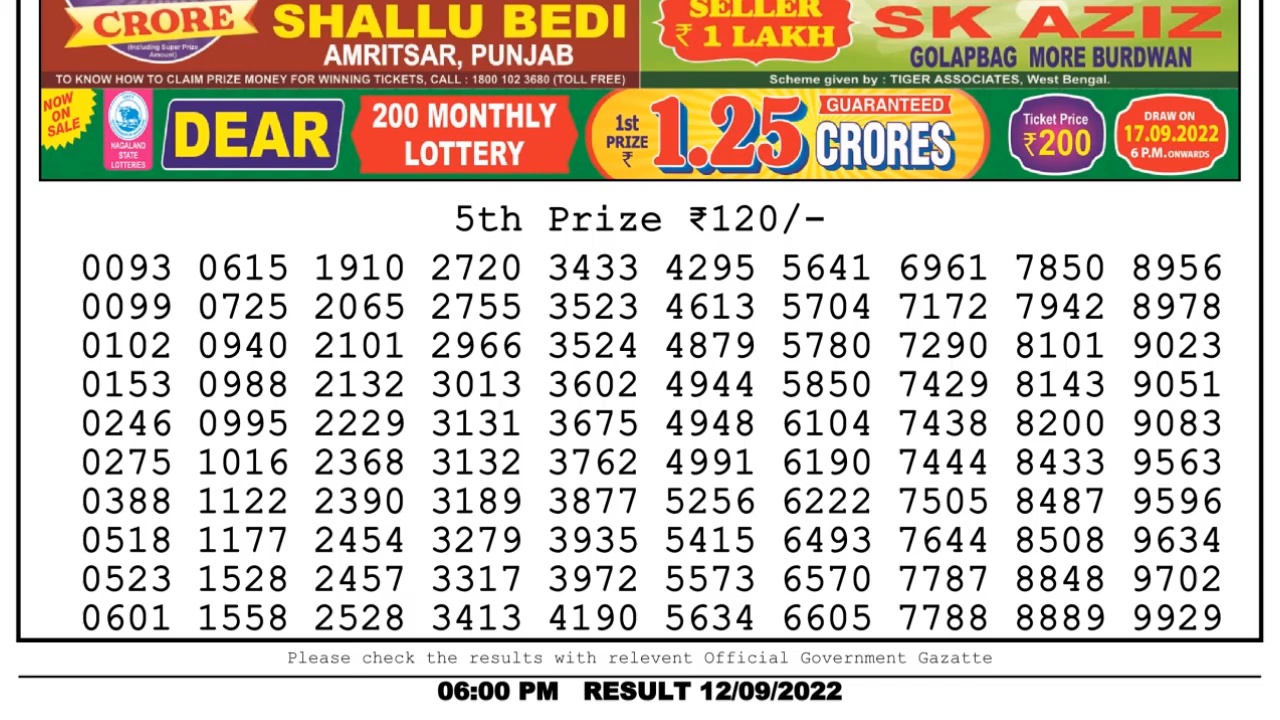 CRORE
(Including Super Prize
Amount)
SHALLU BEDI
AMRITSAR, PUNJAB
TO KNOW HOW TO CLAIM PRIZE MONEY FOR WINNING TICKETS, CALL : 1800 102 3680 (TOLL FREE)
SELLER
₹ 1 LAKH
SK AZIZ
GOLAPBAG MORE BURDWAN
Scheme given by : TIGER ASSOCIATES, West Bengal.
NOW
ON
SALE
NAGALAND
STATE
LOTTERIES
DEAR
200 MONTHLY
LOTTERY
1st
PRIZE
₹
1.25
GUARANTEED
CRORES
Ticket Price
₹200
DRAW ON
17.09.2022
6 P.M. ONWARDS
5th Prize ₹120/-
0093 0615 1910 2720 3433 4295 5641 6961 7850 8956
0099 0725 2065 2755 3523 4613 5704 7172 7942 8978
0102 0940 2101 2966 3524 4879 5780 7290 8101 9023
0153 0988 2132 3013 3602 4944 5850 7429 8143 9051
0246 0995 2229 3131 3675 4948 6104 7438 8200 9083
0275 1016 2368 3132 3762 4991 6190 7444 8433 9563
0388 1122 2390 3189 3877 5256 6222 7505 8487 9596
0518 1177 2454 3279 3935 5415 6493 7644 8508 9634
0523 1528 2457 3317 3972 5573 6570 7787 8848 9702
0601 1558 2528 3413 4190 5634 6605 7788 8889 9929
Please check the results with relevent Official Government Gazatte
06:00 PM RESULT 12/09/2022